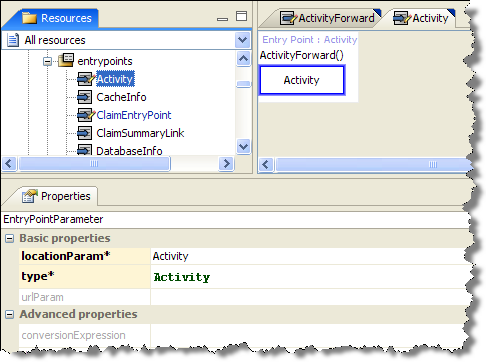 Resources
All resources
entrypoints
Activity
CacheInfo
ClaimEntryPoint
ClaimSummaryLink
DatabaseInfo
ActivityForward
Activity
Entry Point : Activity
ActivityForward()
Activity
Properties
EntryPointParameter
Basic properties
locationParam* Activity
type* Activity
urlParam
Advanced properties
conversionExpression